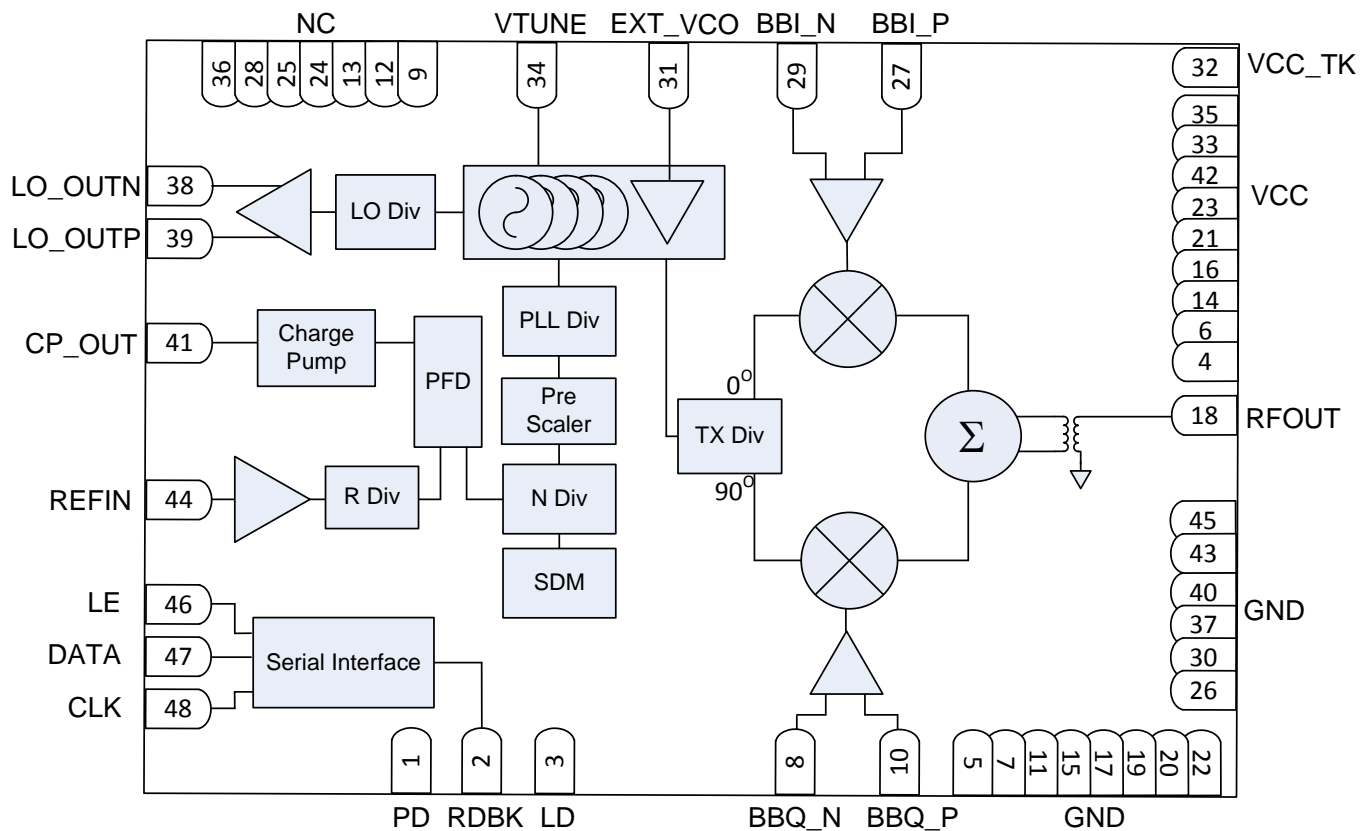 NC VTUNE EXT_VCO BBI_N BBI_P
36 28 25 24 13 12 9 34 31 29 27
32 VCC_TK
35
33
42
23 VCC
21
16
14
6
4
LO_OUTN 38
LO_OUTP 39
LO Div
CP_OUT 41
Charge
Pump
PFD
PLL Div
Pre
Scaler
N Div
SDM
0O
TX Div
90O
Σ
18 RFOUT
REFIN 44
R Div
LE 46
DATA 47
CLK 48
Serial Interface
45
43
40
37
30
26
GND
1 2 3 8 10 5 7 11 15 17 19 20 22
PD RDBK LD BBQ_N BBQ_P GND